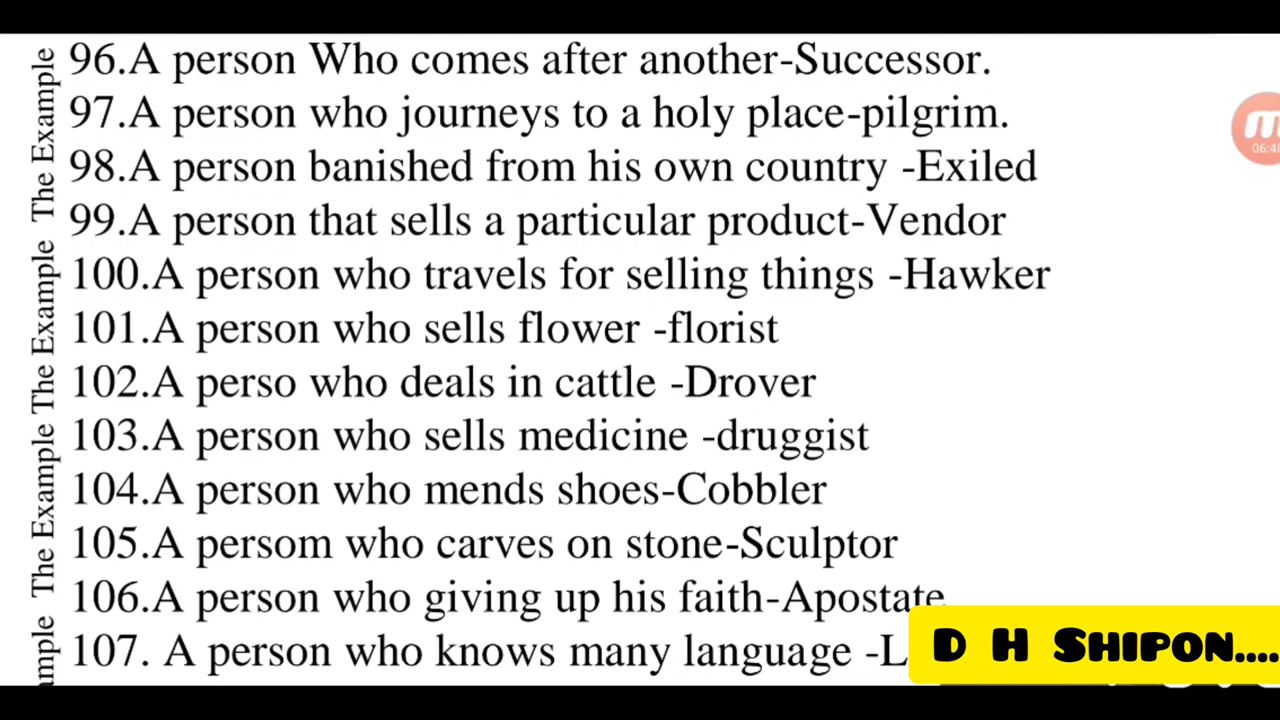 96.A person Who comes after another-Successor.
97.A person who journeys to a holy place-pilgrim.
98.A person banished from his own country -Exiled
99.A person that sells a particular product-Vendor
100.A person who travels for selling things -Hawker
101.A person who sells flower -florist
102.A perso who deals in cattle -Drover
103.A person who sells medicine -druggist
104.A person who mends shoes-Cobbler
105.A persom who carves on stone-Sculptor
106.A person who giving up his faith-Apostate
107. A person who knows many language -L
The Example The Example The Example The Example
D H SHIPON....
06:48